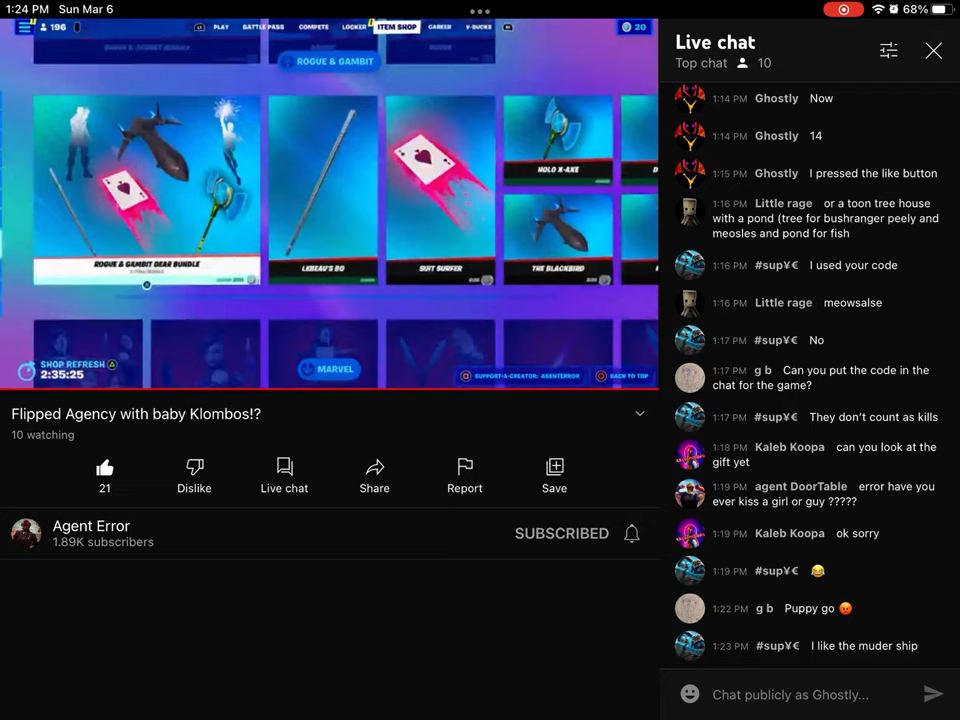 1:24 PM Sun Mar 6
68%
196
PLAY BATTLE PASS COMPETE LOCKER ITEM SHOP CAREER V-BUCKS
20
ROGUE & GAMBIT
ROGUE & GAMBIT GEAR BUNDLE
LEBEAU'S BO
SUIT SURFER
HOLO X-AXE
THE BLACKBIRD
SHOP REFRESH
2:35:25
MARVEL
SUPPORT-A-CREATOR: AGENTERROR
BACK TO TOP
Flipped Agency with baby Klombos!?
10 watching
21
Dislike
Live chat
Share
Report
Save
Agent Error
1.89K subscribers
SUBSCRIBED
Live chat
Top chat 10
1:14 PM Ghostly Now
1:14 PM Ghostly 14
1:15 PM Ghostly I pressed the like button
1:16 PM Little rage or a toon tree house
with a pond (tree for bushranger peely and
meosles and pond for fish
1:16 PM #sup¥€ I used your code
1:16 PM Little rage meowsalse
1:17 PM #sup¥€ No
1:17 PM g b Can you put the code in the
chat for the game?
1:17 PM #sup¥€ They don't count as kills
1:18 PM Kaleb Koopa can you look at the
gift yet
1:19 PM agent DoorTable error have you
ever kiss a girl or guy ?????
1:19 PM Kaleb Koopa ok sorry
1:19 PM #sup¥€ 😂
1:22 PM g b Puppy go 😡
1:23 PM #sup¥€ I like the muder ship
Chat publicly as Ghostly...